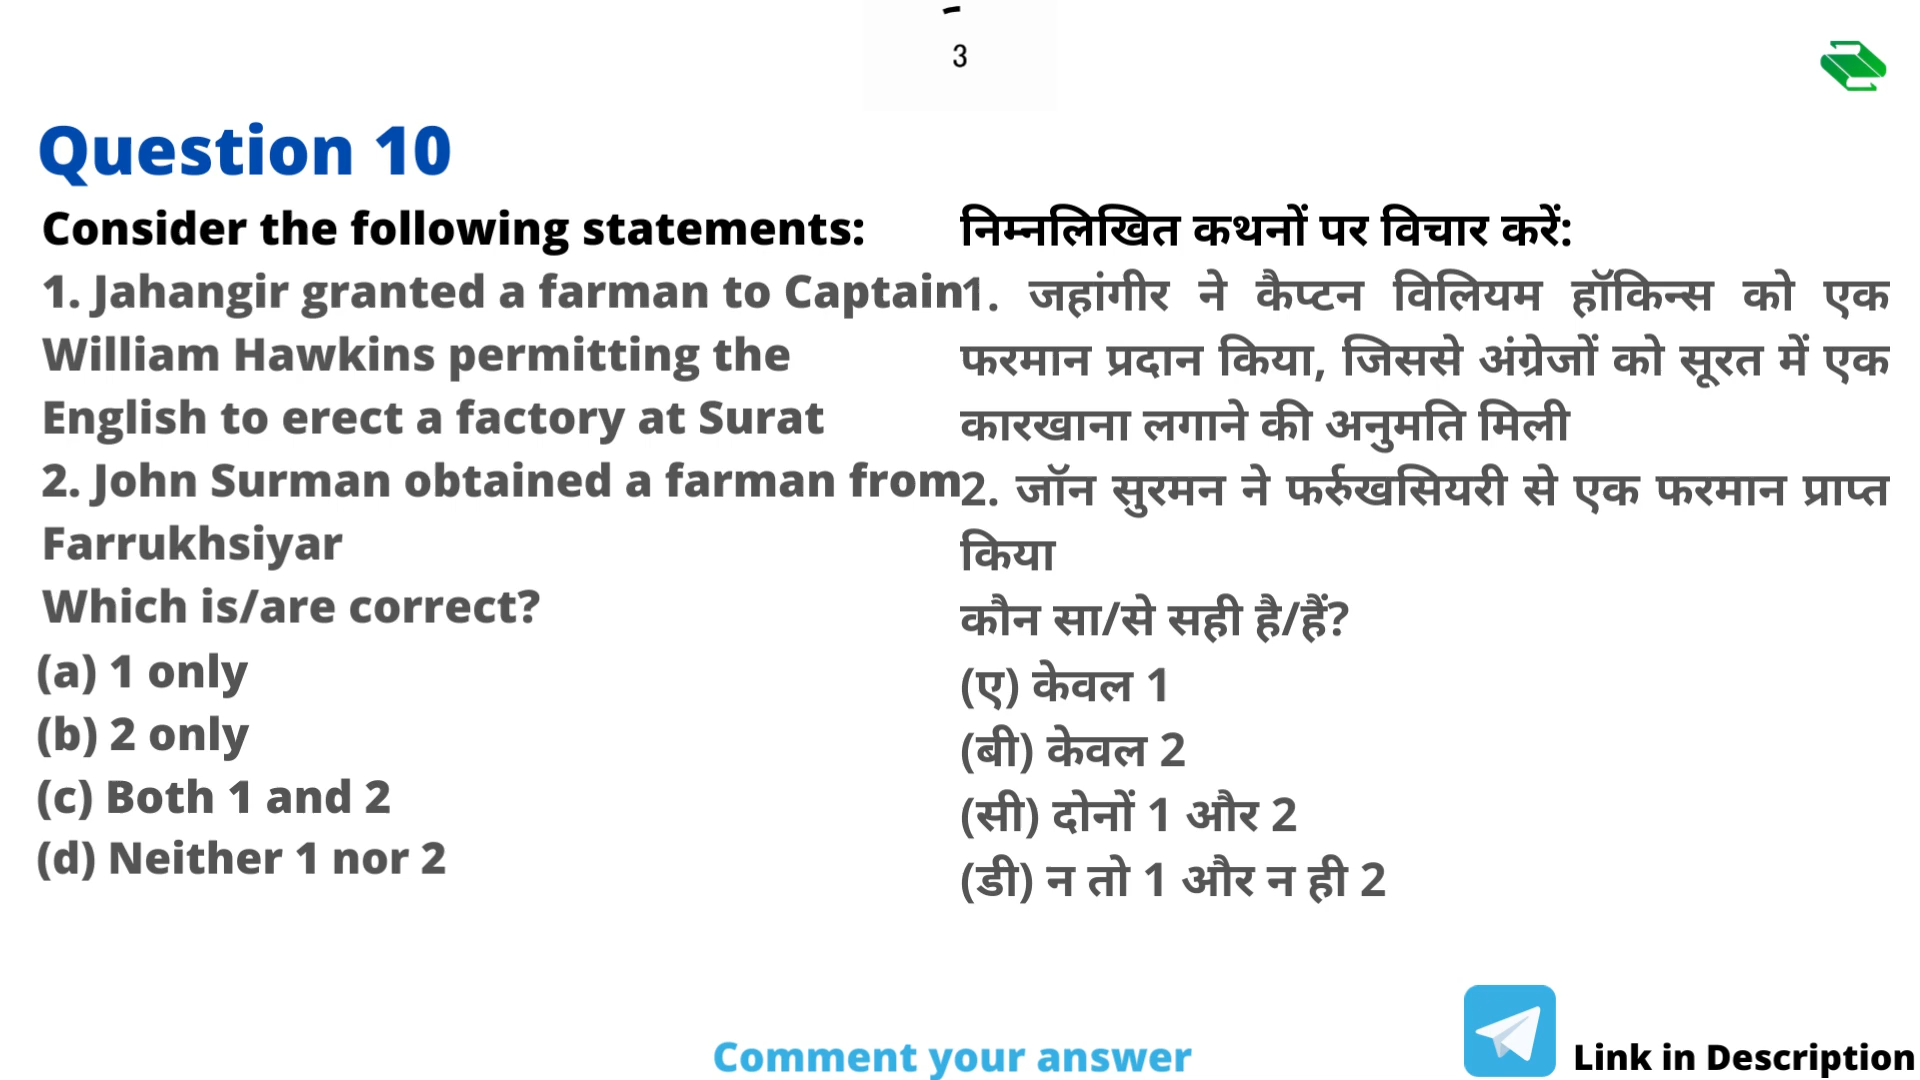 3
Question 10
Consider the following statements:
1. Jahangir granted a farman to Captain
William Hawkins permitting the
English to erect a factory at Surat
2. John Surman obtained a farman from
Farrukhsiyar
Which is/are correct?
(a) 1 only
(b) 2 only
(c) Both 1 and 2
(d) Neither 1 nor 2
निम्नलिखित कथनों पर विचार करें:
1. जहांगीर ने कैप्टन विलियम हॉकिन्स को एक
फरमान प्रदान किया, जिससे अंग्रेजों को सूरत में एक
कारखाना लगाने की अनुमति मिली
2. जॉन सुरमन ने फर्रुखसियरी से एक फरमान प्राप्त
किया
कौन सा/से सही है/हैं?
(ए) केवल 1
(बी) केवल 2
(सी) दोनों 1 और 2
(डी) न तो 1 और न ही 2
Comment your answer
Link in Description